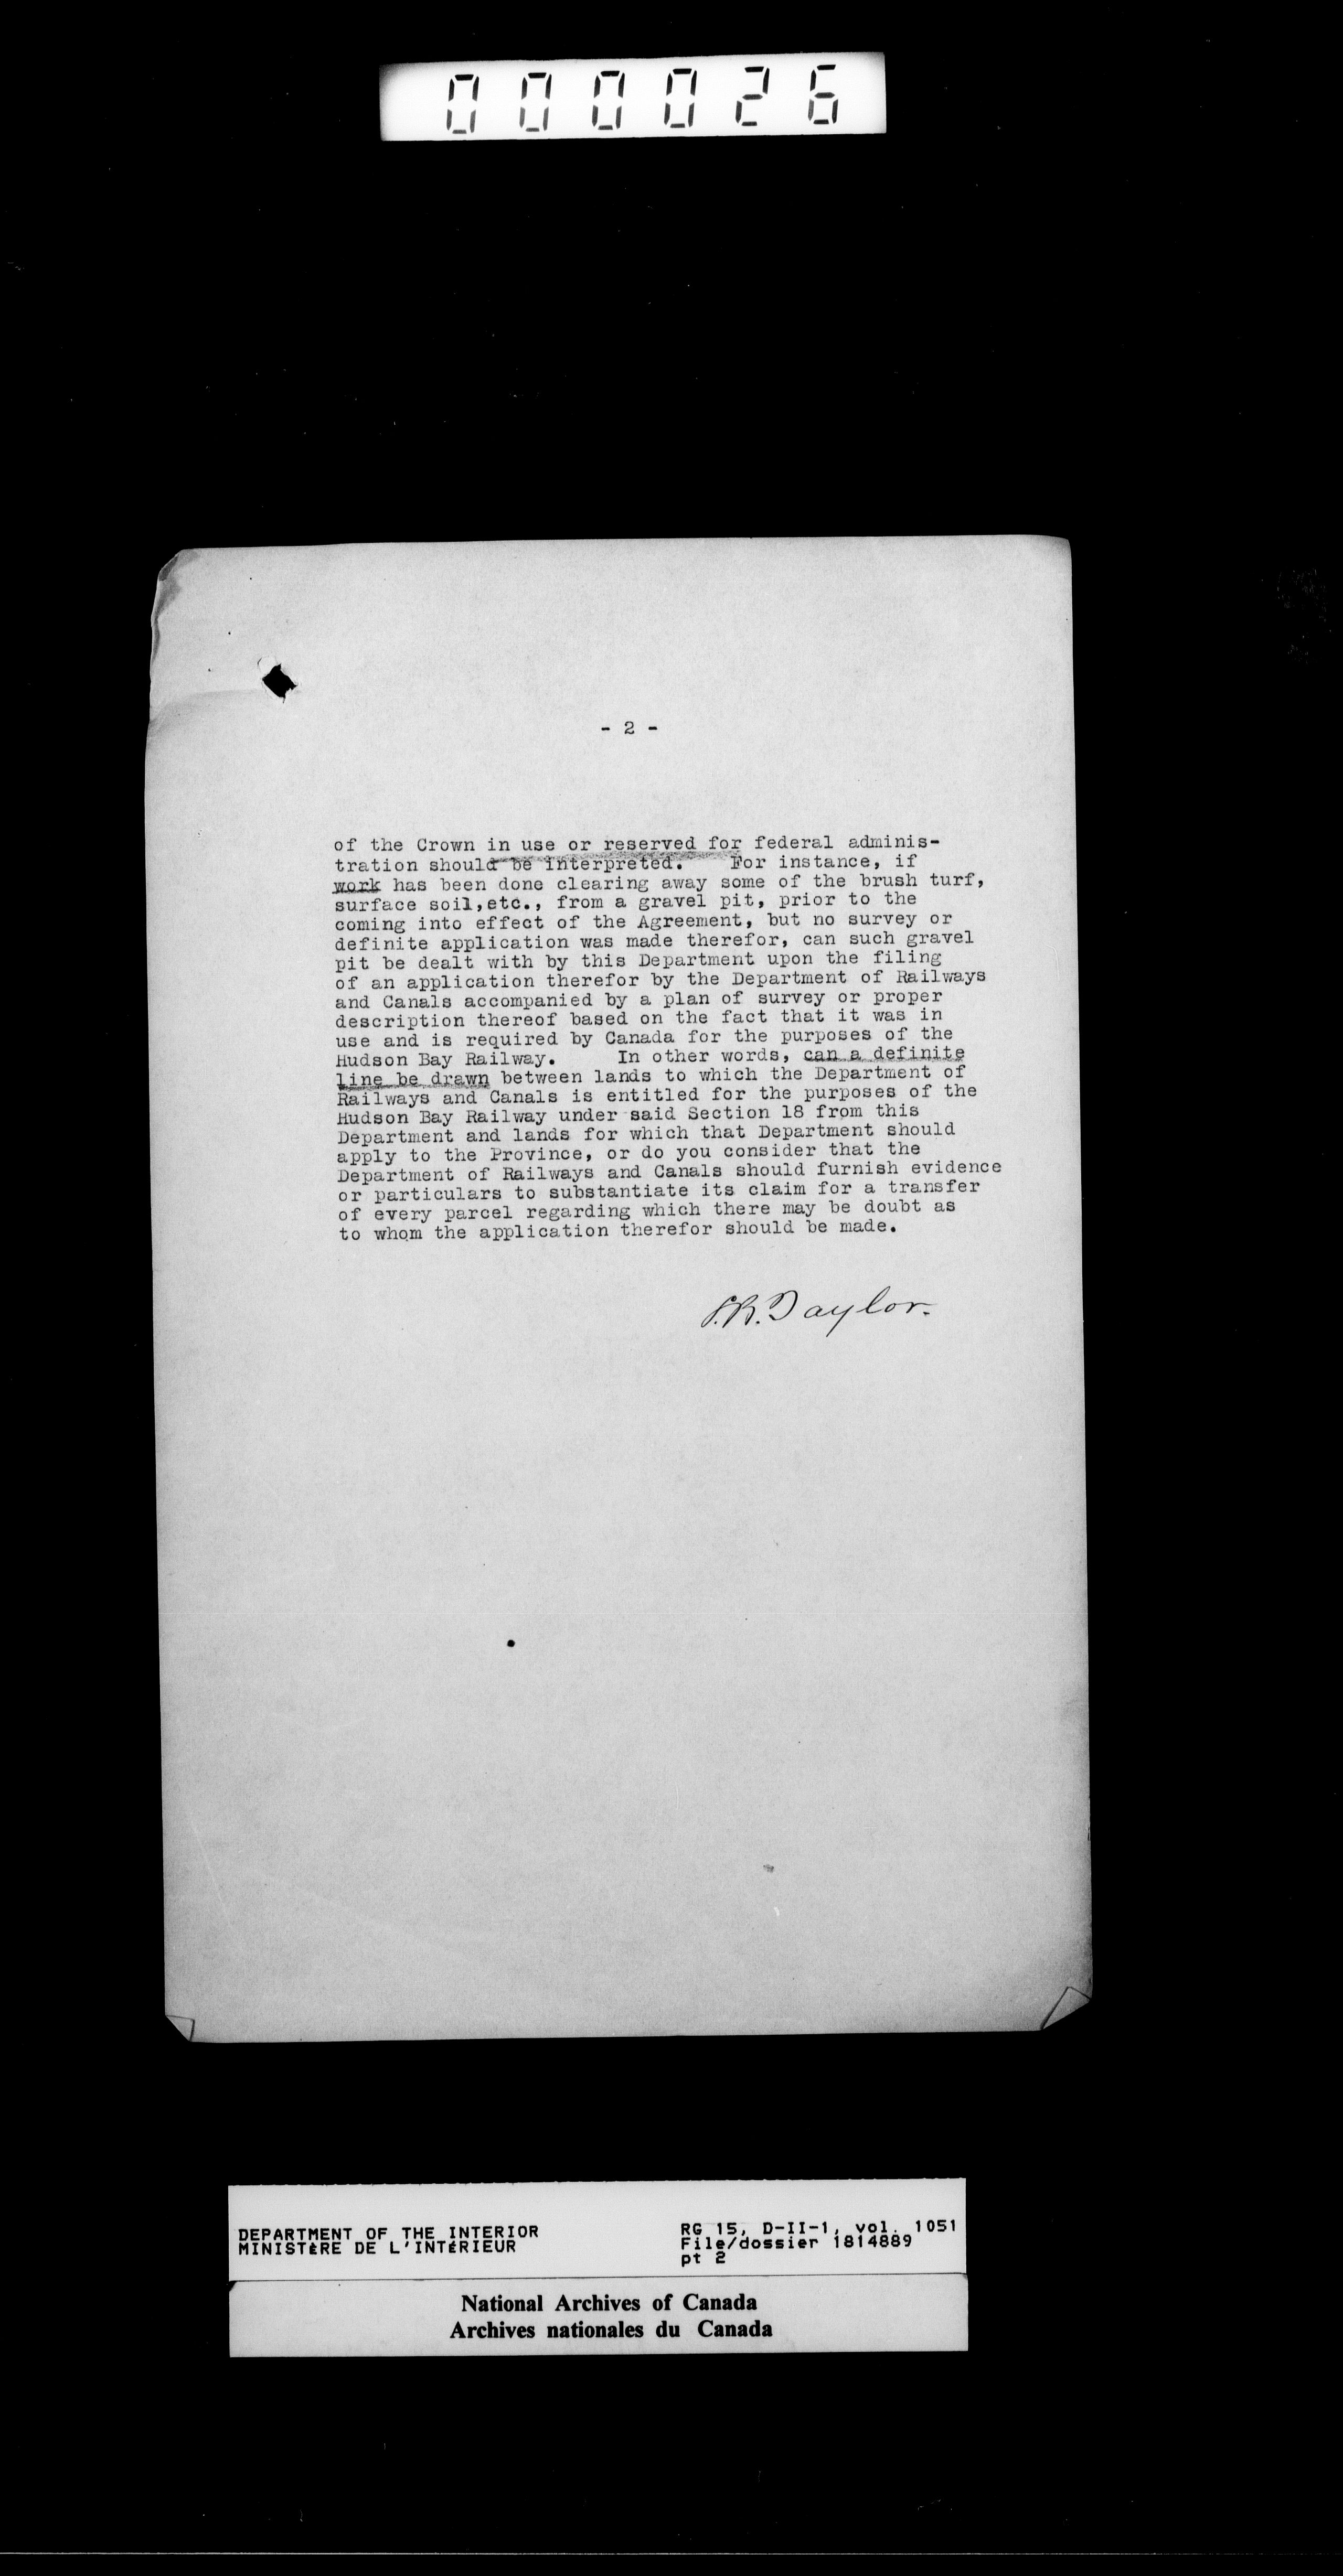 000026
- 2 -
of the Crown in use or reserved for federal adminis-
tration should be interpreted. For instance, if
work has been done clearing away some of the brush turf,
surface soil,etc., from a gravel pit, prior to the
coming into effect of the Agreement, but no survey or
definite application was made therefor, can such gravel
pit be dealt with by this Department upon the filing
of an application therefor by the Department of Railways
and Canals accompanied by a plan of survey or proper
description thereof based on the fact that it was in
use and is required by Canada for the purposes of the
Hudson Bay Railway. In other words, can a definite
line be drawn between lands to which the Department of
Railways and Canals is entitled for the purposes of the
Hudson Bay Railway under said Section 18 from this
Department and lands for which that Department should
apply to the Province, or do you consider that the
Department of Railways and Canals should furnish evidence
or particulars to substantiate its claim for a transfer
of every parcel regarding which there may be doubt as
to whom the application therefor should be made.
Taylor.
DEPARTMENT OF THE INTERIOR
MINISTÈRE DE L'INTÉRIEUR
RG 15, D-II-1, vol. 1051
File/dossier 1814889
pt 2
National Archives of Canada
Archives nationales du Canada